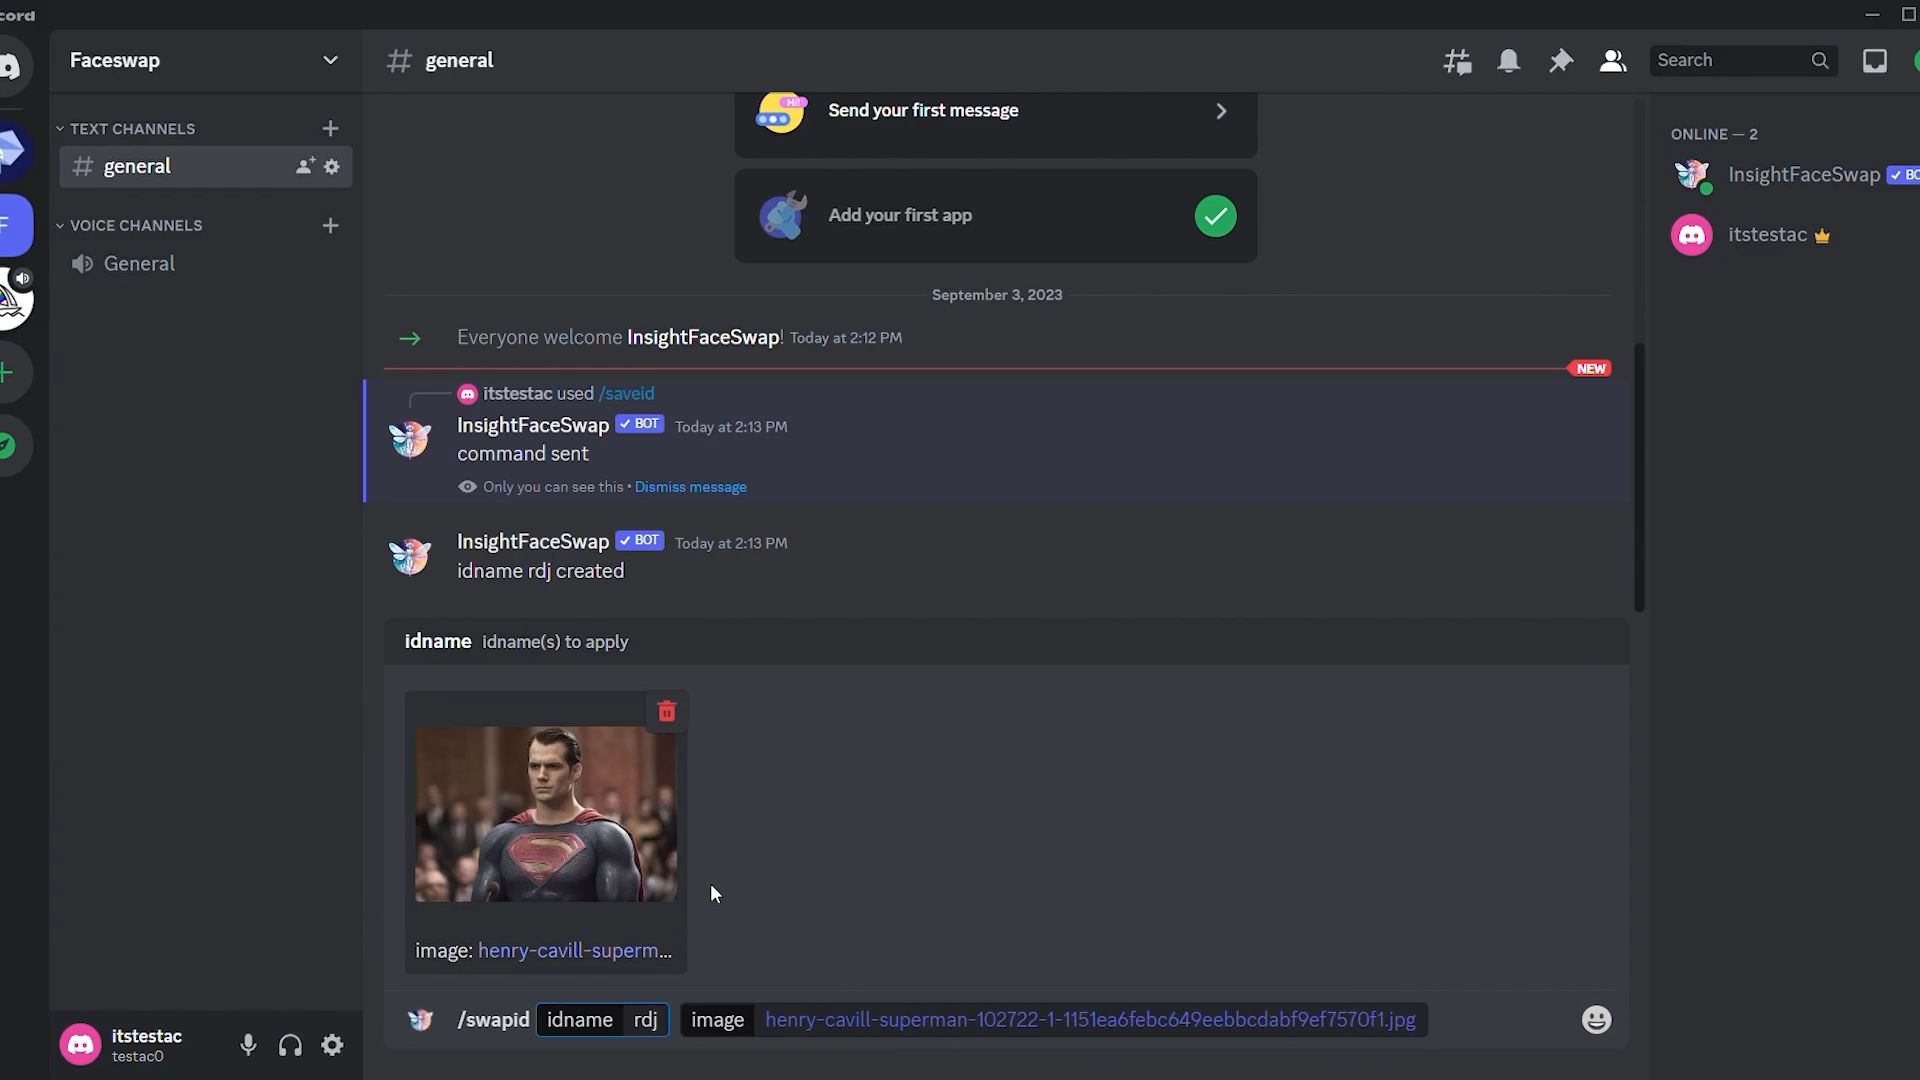 cord
Faceswap
general
Search
TEXT CHANNELS
general
VOICE CHANNELS
General
HI!
Send your first message
Add your first app
September 3, 2023
Everyone welcome InsightFaceSwap! Today at 2:12 PM
NEW
itstestac used /saveid
InsightFaceSwap BOT Today at 2:13 PM
command sent
Only you can see this • Dismiss message
InsightFaceSwap BOT Today at 2:13 PM
idname rdj created
idname idname(s) to apply
image: henry-cavill-superm...
/swapid idname rdj image henry-cavill-superman-102722-1-1151ea6febc649eebbcdabf9ef7570f1.jpg
ONLINE — 2
InsightFaceSwap BO
itstestac
itstestac
testac0
F